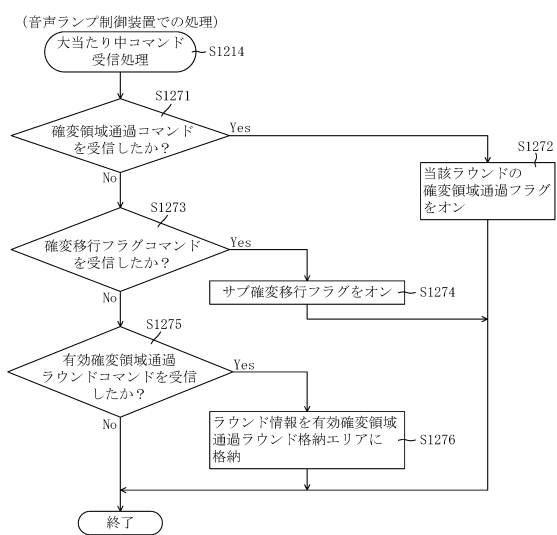 (音声ランプ制御装置での処理)
大当たり中コマンド
受信処理
S1214
S1271
確変領域通過コマンド
を受信したか?
Yes
No
S1272
当該ラウンドの
確変領域通過フラグ
をオン
S1273
確変移行フラグコマンド
を受信したか?
Yes
No
サブ確変移行フラグをオン
S1274
S1275
有効確変領域通過
ラウンドコマンドを受信
したか?
Yes
No
ラウンド情報を有効確変領域
通過ラウンド格納エリアに
格納
S1276
終了